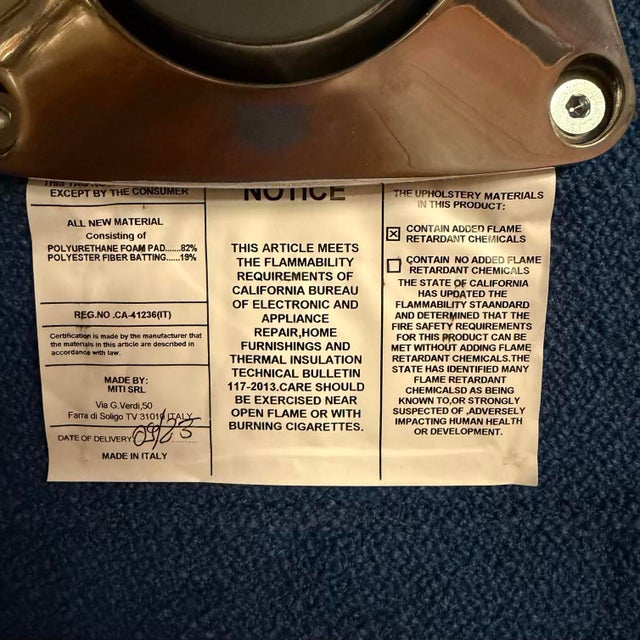 THIS TAG
EXCEPT BY THE CONSUMER
ALL NEW MATERIAL
Consisting of
POLYURETHANE FOAM PAD......82%
POLYESTER FIBER BATTING.....19%
REG.NO .CA-41236(IT)
Certification is made by the manufacturer that
the materials in this article are described in
accordance with law.
MADE BY:
MITI SRL
Via G.Verdi,50
Farra di Soligo TV 31010 ITALY
DATE OF DELIVERY 09/23
MADE IN ITALY
NOTICE
THIS ARTICLE MEETS
THE FLAMMABILITY
REQUIREMENTS OF
CALIFORNIA BUREAU
OF ELECTRONIC AND
APPLIANCE
REPAIR,HOME
FURNISHINGS AND
THERMAL INSULATION
TECHNICAL BULLETIN
117-2013.CARE SHOULD
BE EXERCISED NEAR
OPEN FLAME OR WITH
BURNING CIGARETTES.
THE UPHOLSTERY MATERIALS
IN THIS PRODUCT:
CONTAIN ADDED FLAME
RETARDANT CHEMICALS
CONTAIN NO ADDED FLAME
RETARDANT CHEMICALS
THE STATE OF CALIFORNIA
HAS UPDATED THE
FLAMMABILITY STAANDARD
AND DETERMINED THAT THE
FIRE SAFETY REQUIREMENTS
FOR THIS PRODUCT CAN BE
MET WITHOUT ADDING FLAME
RETARDANT CHEMICALS.THE
STATE HAS IDENTIFIED MANY
FLAME RETARDANT
CHEMICALSD AS BEING
KNOWN TO,OR STRONGLY
SUSPECTED OF ,ADVERSELY
IMPACTING HUMAN HEALTH
OR DEVELOPMENT.